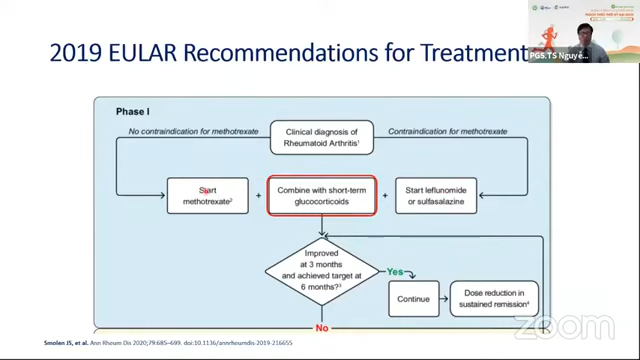 2019 EULAR Recommendations for Treatment
PGS.TS Nguye...
Phase I
No contraindication for methotrexate
Clinical diagnosis of
Rheumatoid Arthritis¹
Contraindication for methotrexate
Start
methotrexate²
+
Combine with short-term
glucocorticoids
+
Start leflunomide
or sulfasalazine
Improved
at 3 months
and achieved target at
6 months?³
Yes
Continue
Dose reduction in
sustained remission⁴
No
zoom
Smolen JS, et al. Ann Rheum Dis 2020;79:685–699. doi:10.1136/annrheumdis-2019-216655